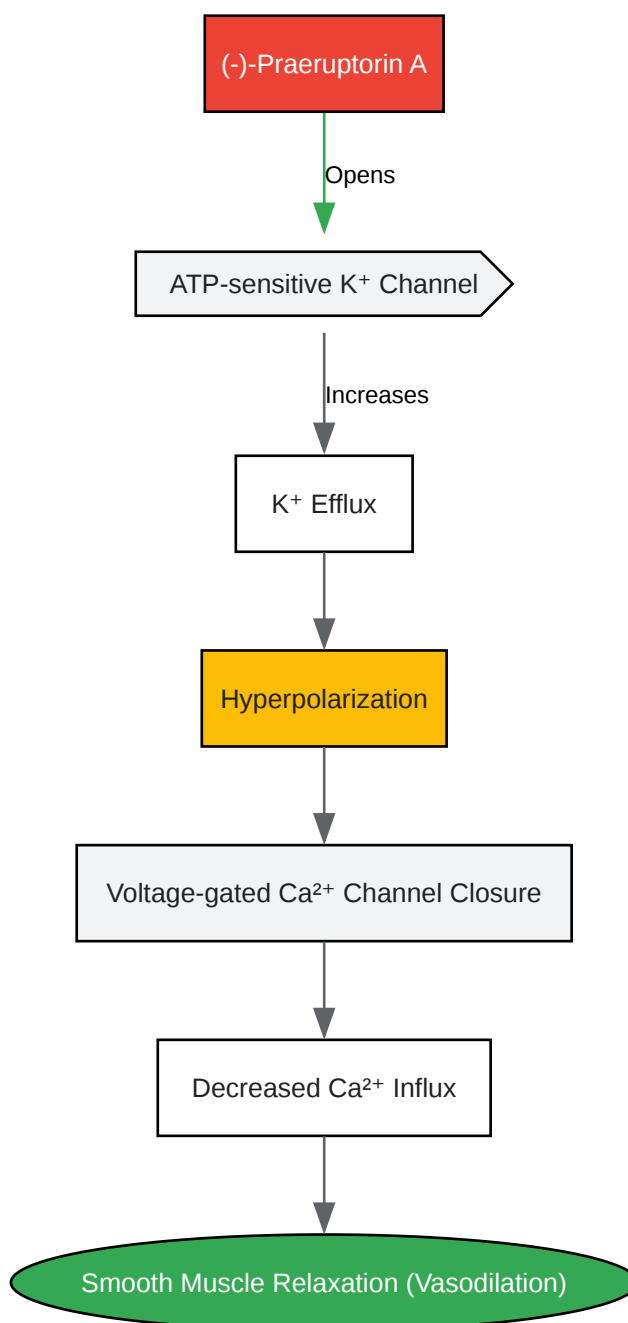 (-)-Praeruptorin A
Opens
ATP-sensitive K⁺ Channel
Increases
K⁺ Efflux
Hyperpolarization
Voltage-gated Ca²⁺ Channel Closure
Decreased Ca²⁺ Influx
Smooth Muscle Relaxation (Vasodilation)